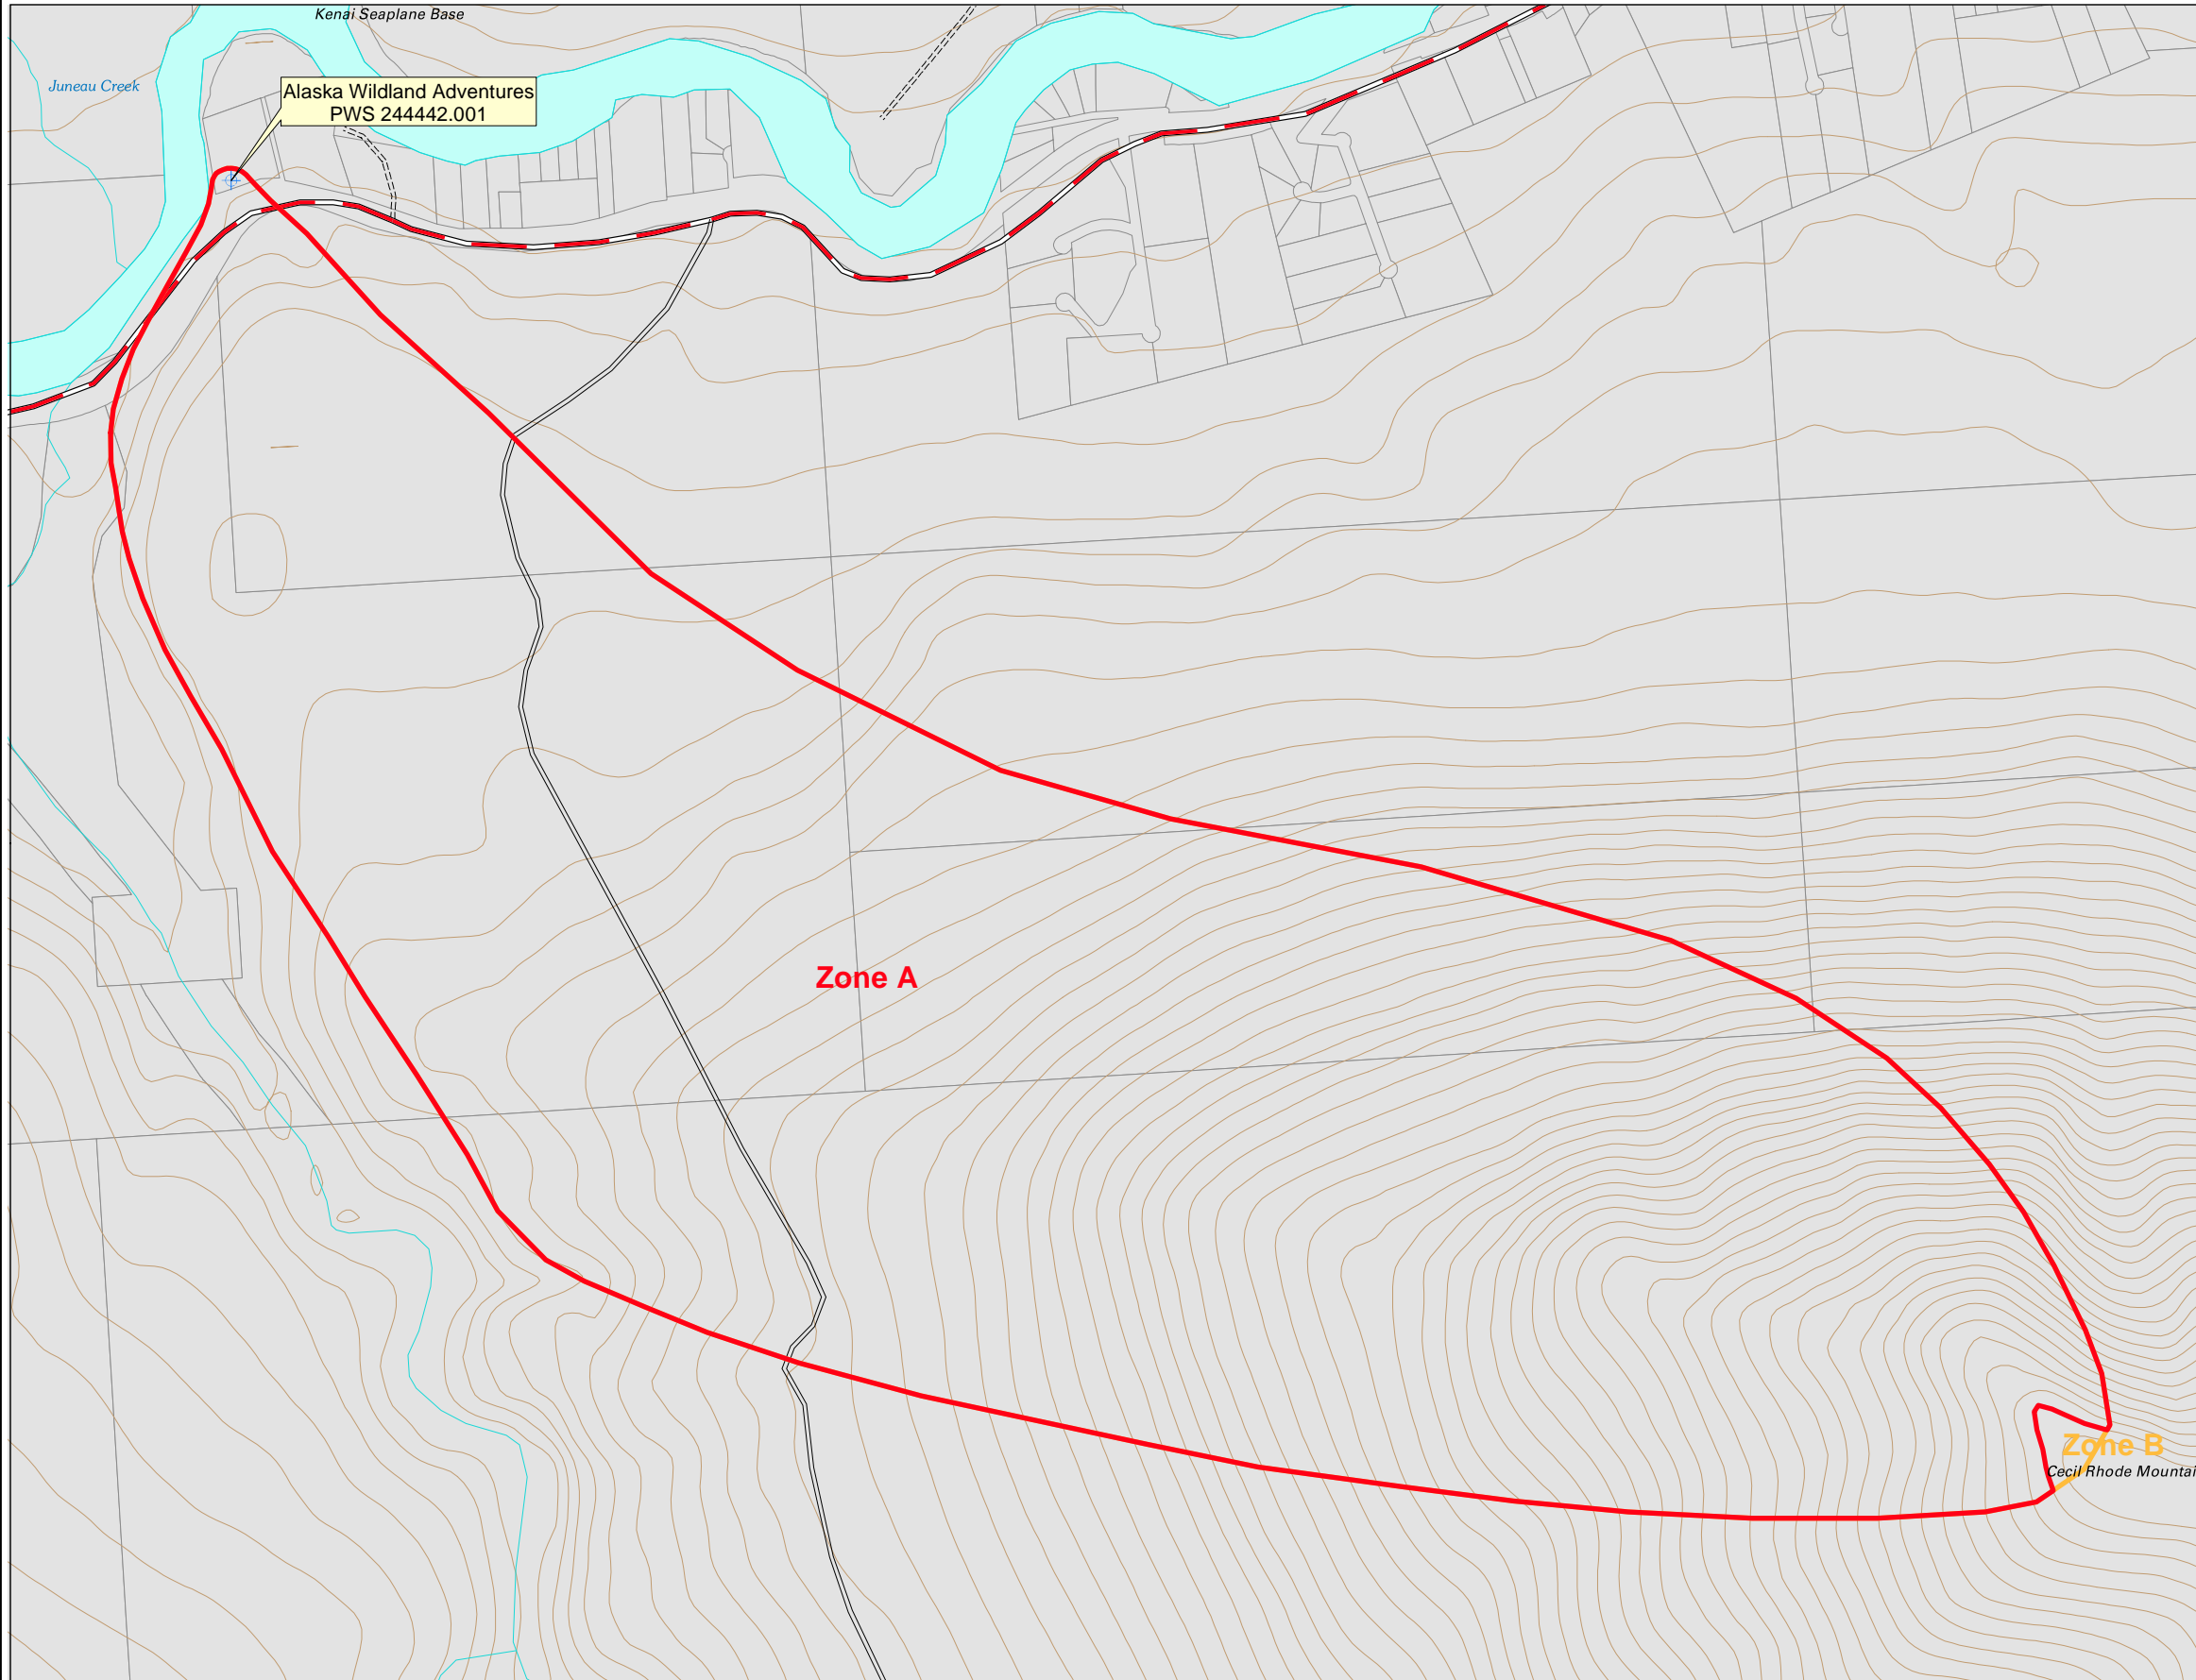 Kenai Seaplane Base
Juneau Creek
Alaska Wildland Adventures
PWS 244442.001
Zone A
Zone B
Cecil Rhode Mountai